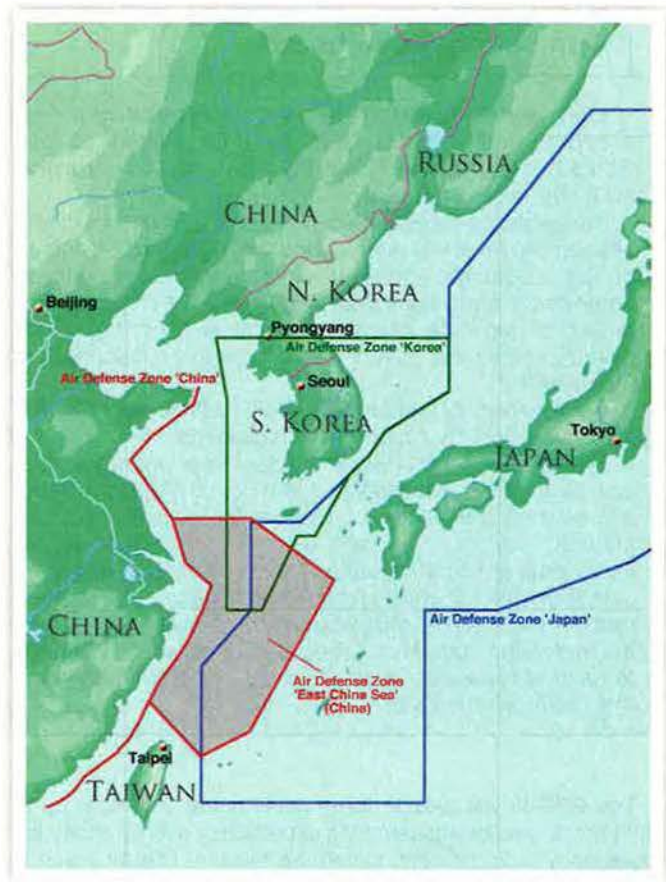 RUSSIA
CHINA
Beijing
N. KOREA
Pyongyang
Air Defense Zone 'Korea'
Air Defense Zone 'China'
Seoul
S. KOREA
Tokyo
JAPAN
CHINA
Air Defense Zone 'Japan'
Air Defense Zone
'East China Sea'
(China)
Taipei
TAIWAN